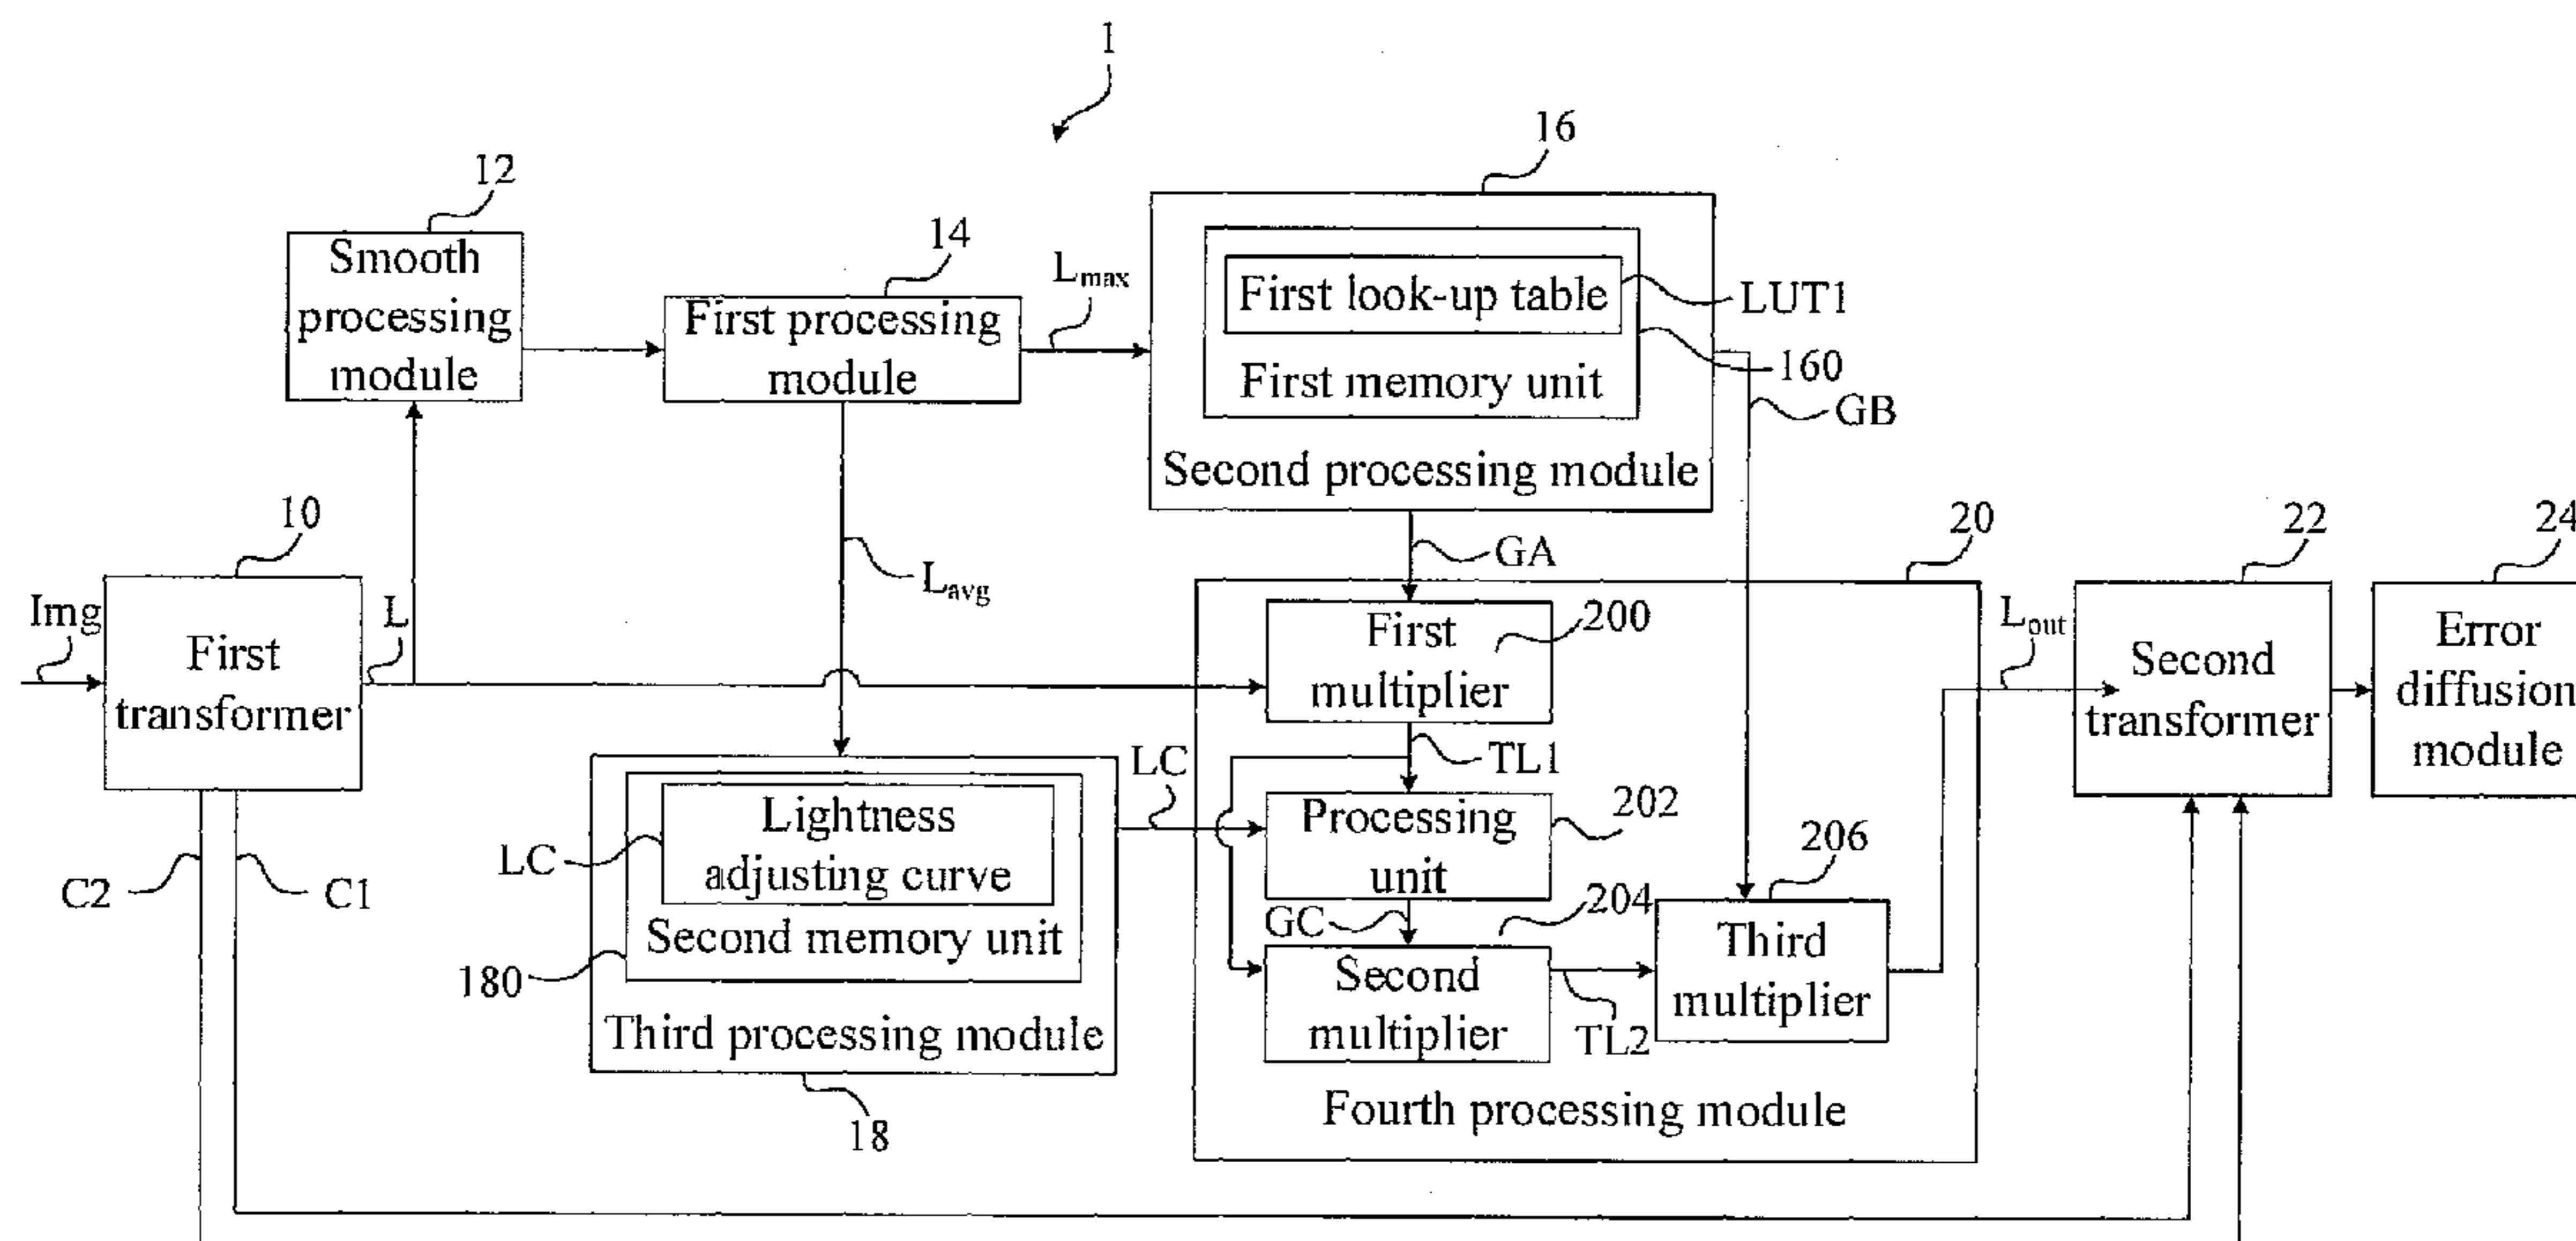 1
12
Smooth
processing
module
14
First processing
module
L_max
16
First look-up table
LUT1
First memory unit
160
Second processing module
GB
10
Img
First
transformer
L
C2
C1
L_avg
GA
20
First
multiplier
200
TL1
LC
Processing
unit
202
GC
204
Second
multiplier
TL2
206
Third
multiplier
Fourth processing module
LC
Lightness
adjusting curve
Second memory unit
180
Third processing module
18
L_out
22
Second
transformer
24
Error
diffusion
module